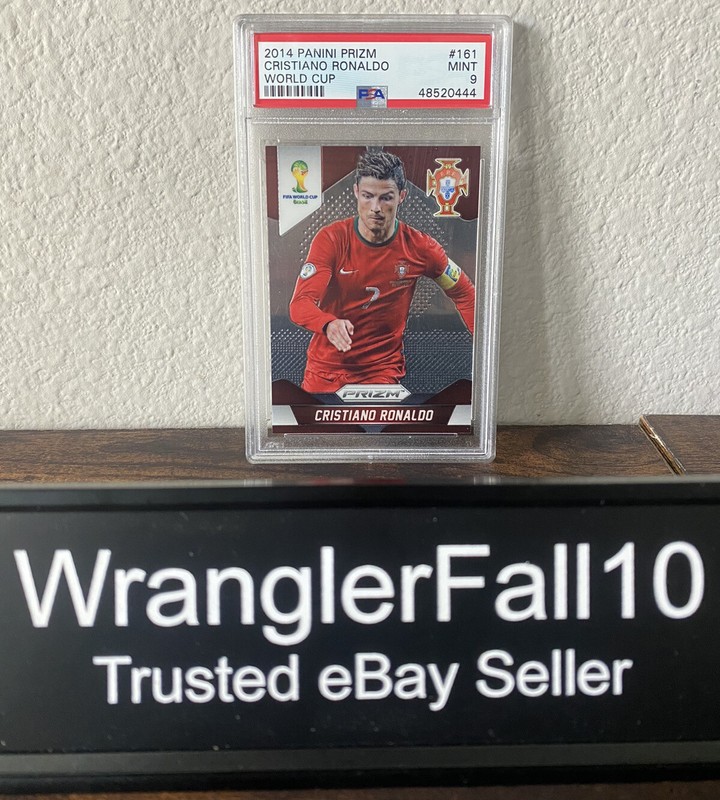 2014 PANINI PRIZM #161
CRISTIANO RONALDO MINT
WORLD CUP 9
PSA 48520444
FIFA WORLD CUP
Brasil
7
PRIZM
CRISTIANO RONALDO
WranglerFall10
Trusted eBay Seller